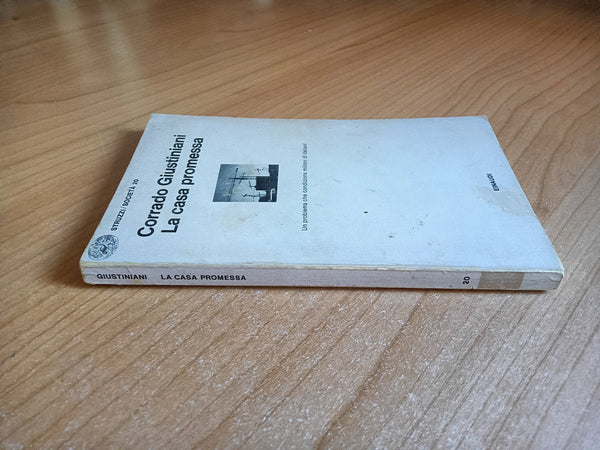 STRUZZI SOCIETÀ 20
Corrado Giustiniani
La casa promessa
Un problema che condiziona milioni di italiani
EINAUDI
GIUSTINIANI LA CASA PROMESSA
20